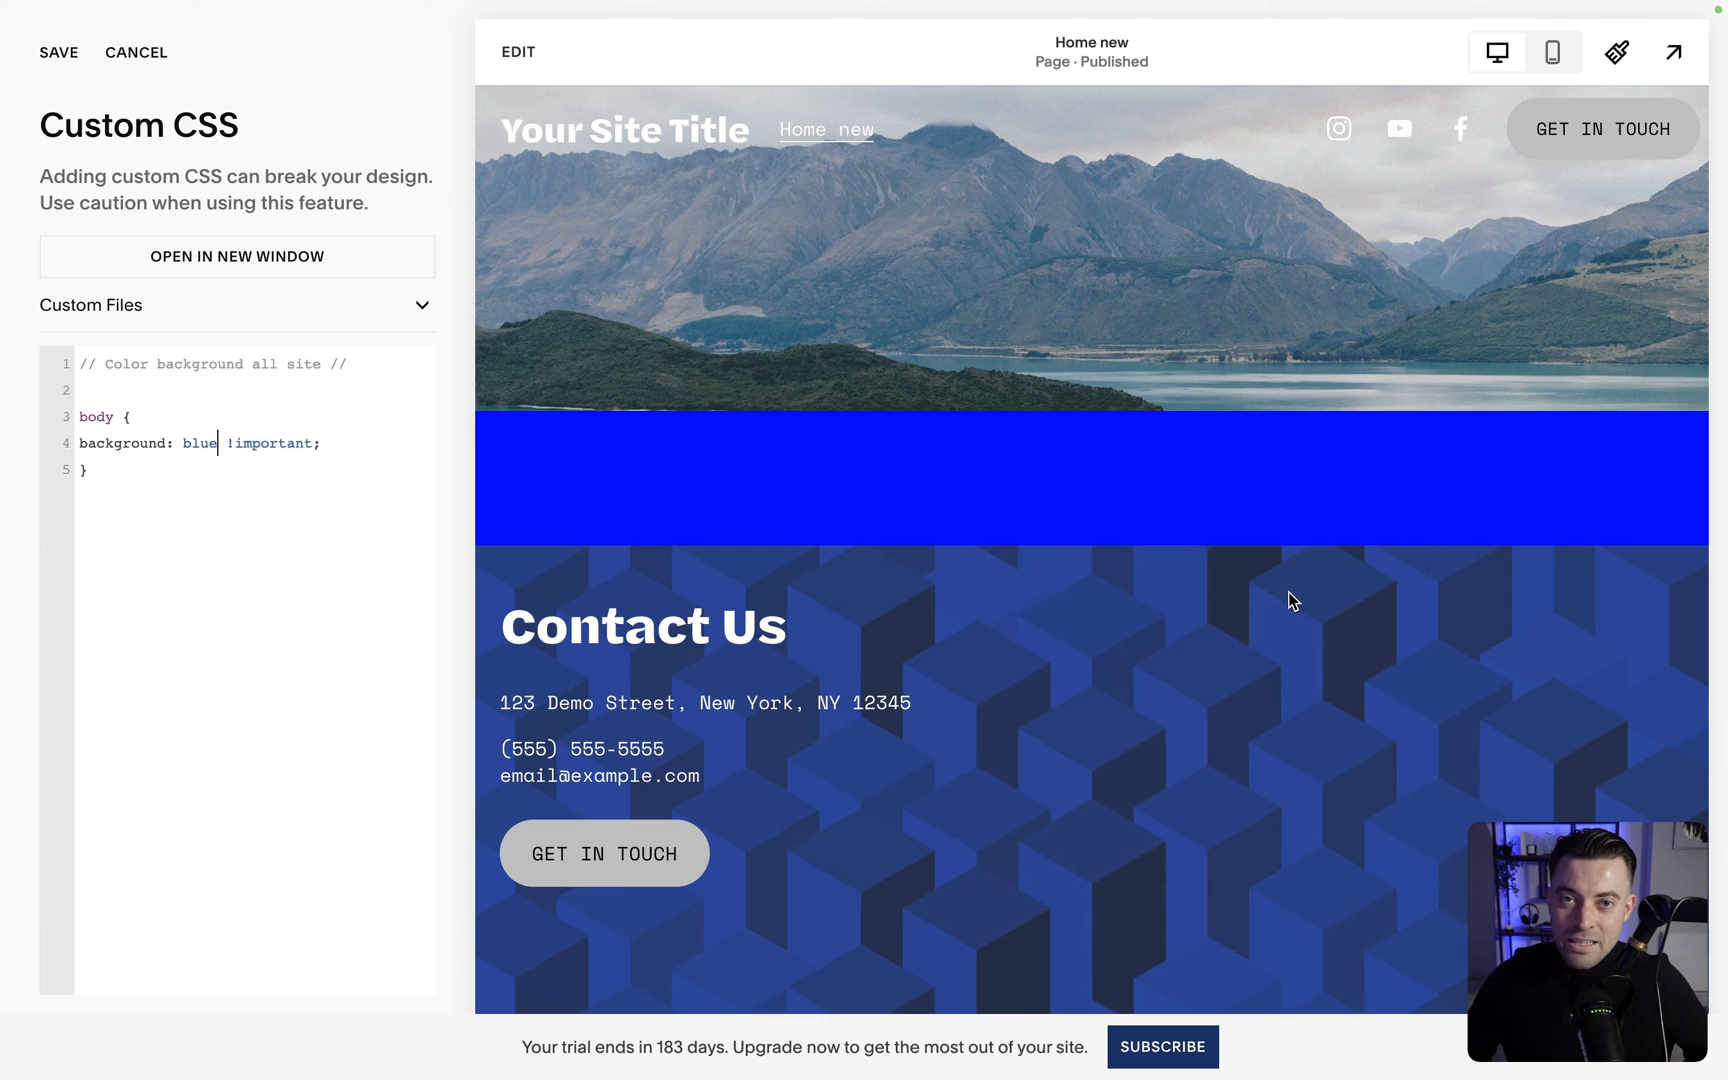 SAVE CANCEL
Custom CSS
Adding custom CSS can break your design.
Use caution when using this feature.
OPEN IN NEW WINDOW
Custom Files
1 // Color background all site //
2
3 body {
4 background: blue !important;
5 }
EDIT
Home new
Page · Published
Your Site Title Home new GET IN TOUCH
Contact Us
123 Demo Street, New York, NY 12345
(555) 555-5555
email@example.com
GET IN TOUCH
Your trial ends in 183 days. Upgrade now to get the most out of your site. SUBSCRIBE